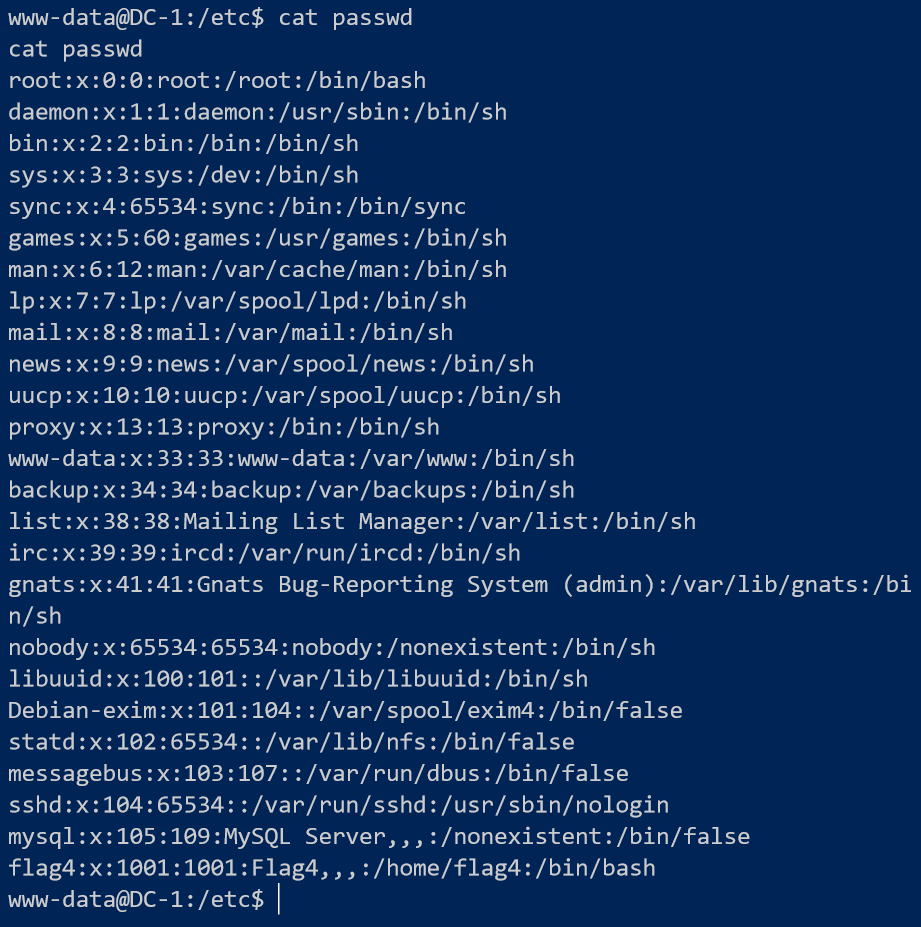 www-data@DC-1:/etc$ cat passwd
cat passwd
root:x:0:0:root:/root:/bin/bash
daemon:x:1:1:daemon:/usr/sbin:/bin/sh
bin:x:2:2:bin:/bin:/bin/sh
sys:x:3:3:sys:/dev:/bin/sh
sync:x:4:65534:sync:/bin:/bin/sync
games:x:5:60:games:/usr/games:/bin/sh
man:x:6:12:man:/var/cache/man:/bin/sh
lp:x:7:7:lp:/var/spool/lpd:/bin/sh
mail:x:8:8:mail:/var/mail:/bin/sh
news:x:9:9:news:/var/spool/news:/bin/sh
uucp:x:10:10:uucp:/var/spool/uucp:/bin/sh
proxy:x:13:13:proxy:/bin:/bin/sh
www-data:x:33:33:www-data:/var/www:/bin/sh
backup:x:34:34:backup:/var/backups:/bin/sh
list:x:38:38:Mailing List Manager:/var/list:/bin/sh
irc:x:39:39:ircd:/var/run/ircd:/bin/sh
gnats:x:41:41:Gnats Bug-Reporting System (admin):/var/lib/gnats:/bi
n/sh
nobody:x:65534:65534:nobody:/nonexistent:/bin/sh
libuuid:x:100:101::/var/lib/libuuid:/bin/sh
Debian-exim:x:101:104::/var/spool/exim4:/bin/false
statd:x:102:65534::/var/lib/nfs:/bin/false
messagebus:x:103:107::/var/run/dbus:/bin/false
sshd:x:104:65534::/var/run/sshd:/usr/sbin/nologin
mysql:x:105:109:MySQL Server,,,:/nonexistent:/bin/false
flag4:x:1001:1001:Flag4,,,:/home/flag4:/bin/bash
www-data@DC-1:/etc$